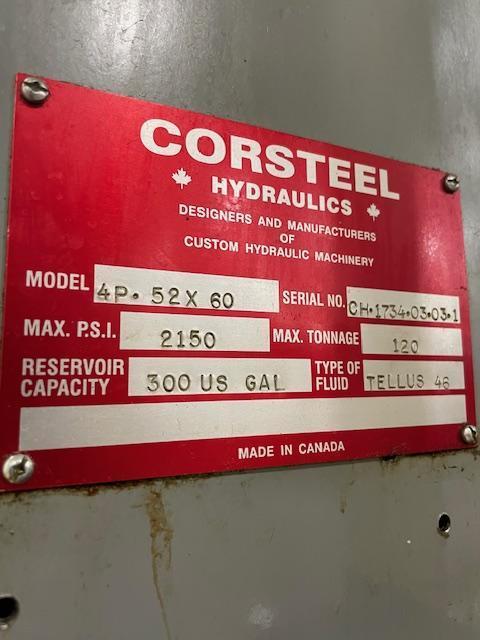 CORSTEEL
HYDRAULICS
DESIGNERS AND MANUFACTURERS
OF
CUSTOM HYDRAULIC MACHINERY
MODEL 4P. 52X 60 SERIAL NO. CH.1734.03.03.1
MAX. P.S.I. 2150 MAX. TONNAGE 120
RESERVOIR CAPACITY 300 US GAL TYPE OF FLUID TELLUS 46
MADE IN CANADA